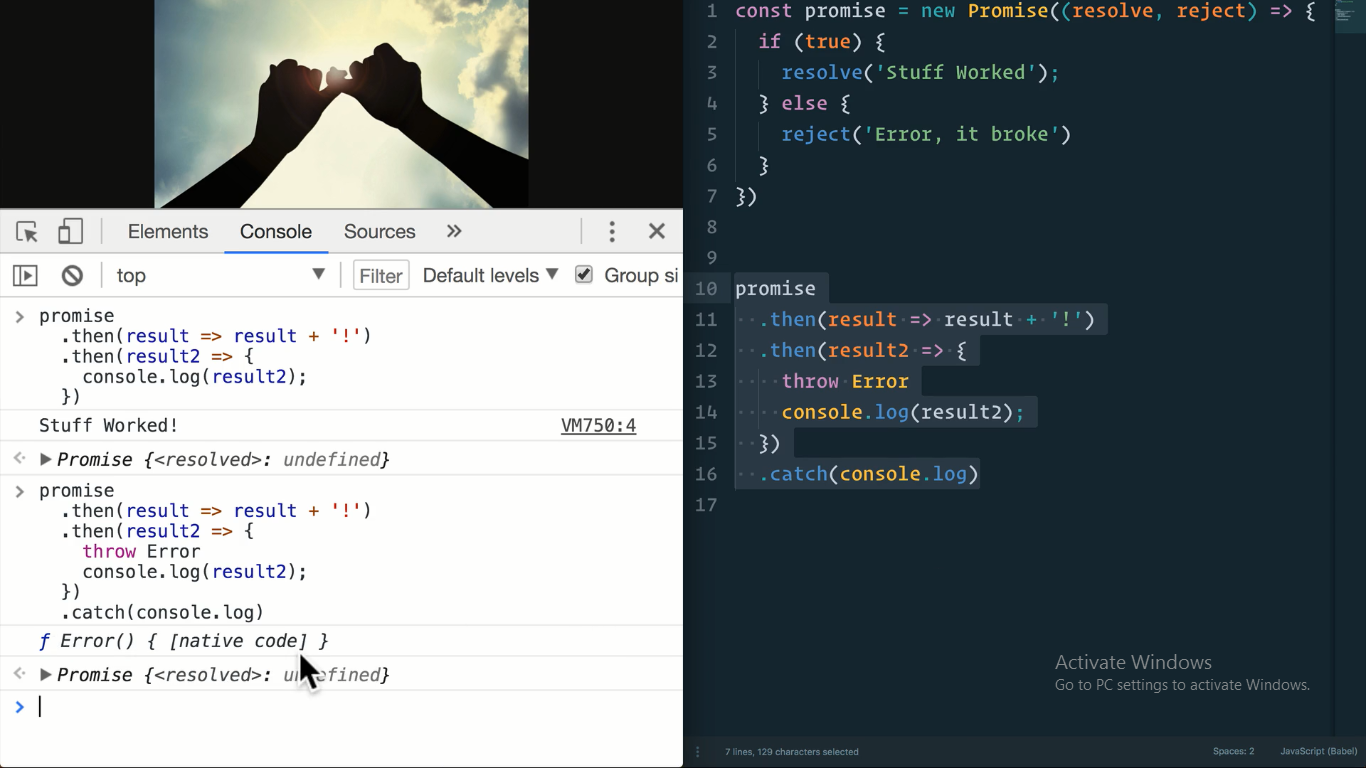 Elements Console Sources »
top Filter Default levels Group si
> promise
.then(result => result + '!')
.then(result2 => {
console.log(result2);
})
Stuff Worked! VM750:4
Promise {<resolved>: undefined}
> promise
.then(result => result + '!')
.then(result2 => {
throw Error
console.log(result2);
})
.catch(console.log)
ƒ Error() { [native code] }
Promise {<resolved>: undefined}
>
1 const promise = new Promise((resolve, reject) => {
2 if (true) {
3 resolve('Stuff Worked');
4 } else {
5 reject('Error, it broke')
6 }
7 })
8
9
10 promise
11 .then(result => result + '!')
12 .then(result2 => {
13 throw Error
14 console.log(result2);
15 })
16 .catch(console.log)
17
Activate Windows
Go to PC settings to activate Windows.
7 lines, 129 characters selected Spaces: 2 JavaScript (Babel)